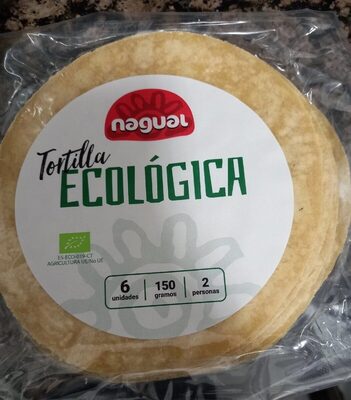 nagual
Tortilla
ECOLÓGICA
ES-ECO-019-CT
AGRICULTURA UE/No UE
6 unidades
150 gramos
2 personas